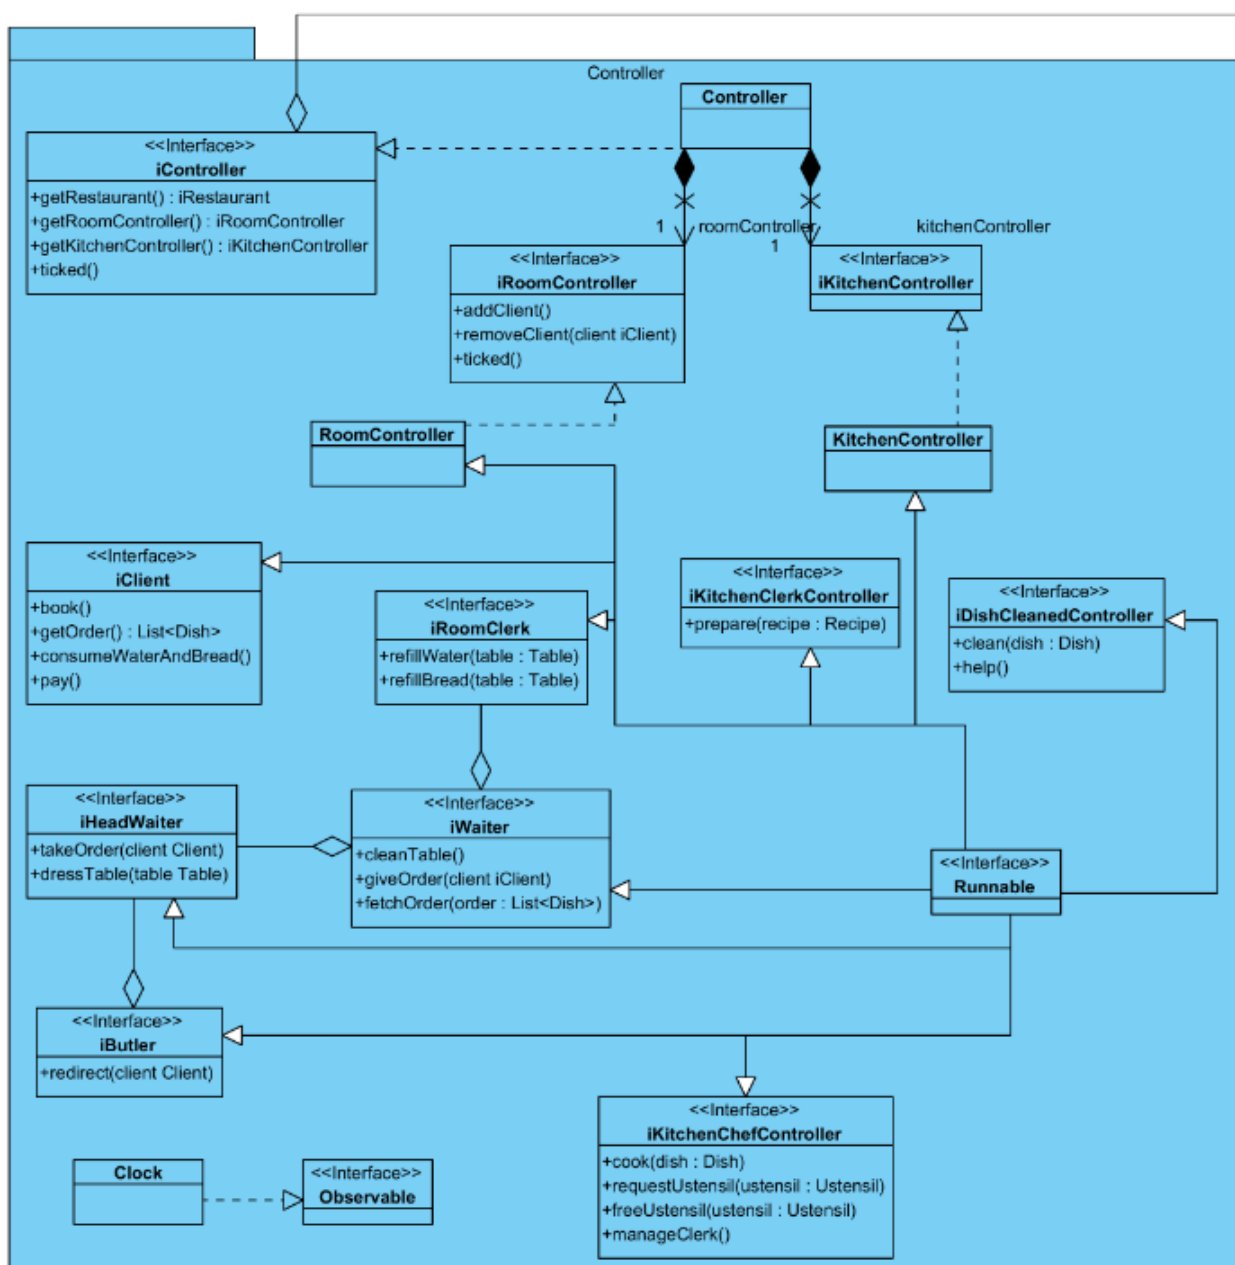 Controller
Controller
<<Interface>>
iController
+getRestaurant() : iRestaurant
+getRoomController() : iRoomController
+getKitchenController() : iKitchenController
+ticked()
1
roomController
1
kitchenController
<<Interface>>
iRoomController
+addClient()
+removeClient(client iClient)
+ticked()
<<Interface>>
iKitchenController
RoomController
KitchenController
<<Interface>>
iClient
+book()
+getOrder() : List<Dish>
+consumeWaterAndBread()
+pay()
<<Interface>>
iRoomClerk
+refillWater(table : Table)
+refillBread(table : Table)
<<Interface>>
iKitchenClerkController
+prepare(recipe : Recipe)
<<Interface>>
iDishCleanedController
+clean(dish : Dish)
+help()
<<Interface>>
iHeadWaiter
+takeOrder(client Client)
+dressTable(table Table)
<<Interface>>
iWaiter
+cleanTable()
+giveOrder(client iClient)
+fetchOrder(order : List<Dish>)
<<Interface>>
Runnable
<<Interface>>
iButler
+redirect(client Client)
<<Interface>>
iKitchenChefController
+cook(dish : Dish)
+requestUstensil(ustensil : Ustensil)
+freeUstensil(ustensil : Ustensil)
+manageClerk()
Clock
<<Interface>>
Observable